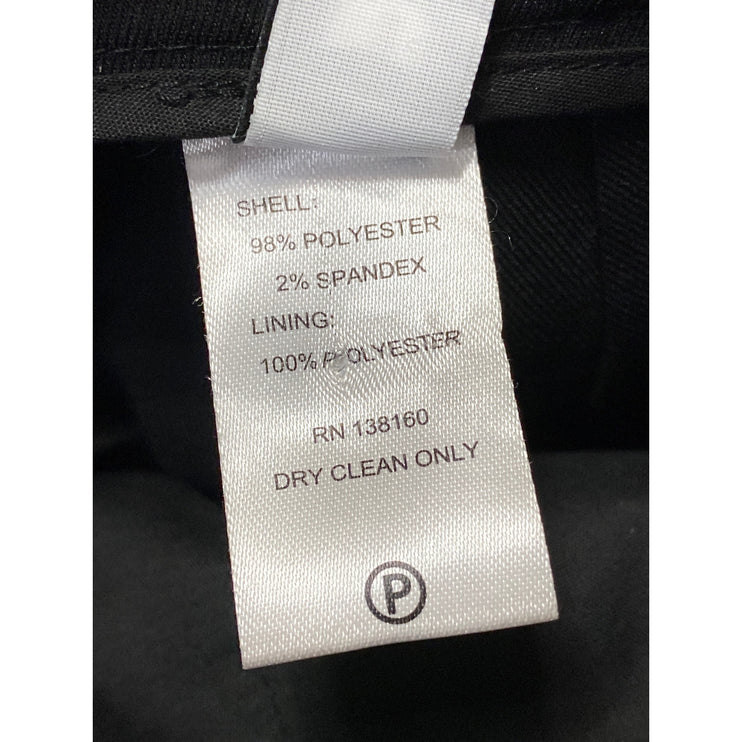 SHELL:
98% POLYESTER
2% SPANDEX
LINING:
100% POLYESTER
RN 138160
DRY CLEAN ONLY
P